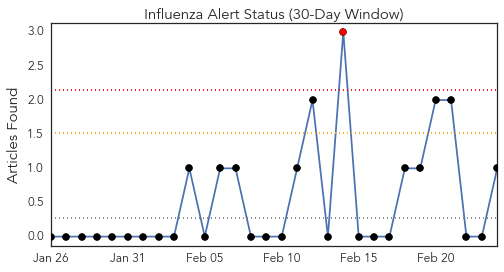 Influenza Alert Status (30-Day Window)
Articles Found
3.0
2.5
2.0
1.5
1.0
0.5
0.0
Jan 26 Jan 31 Feb 05 Feb 10 Feb 15 Feb 20